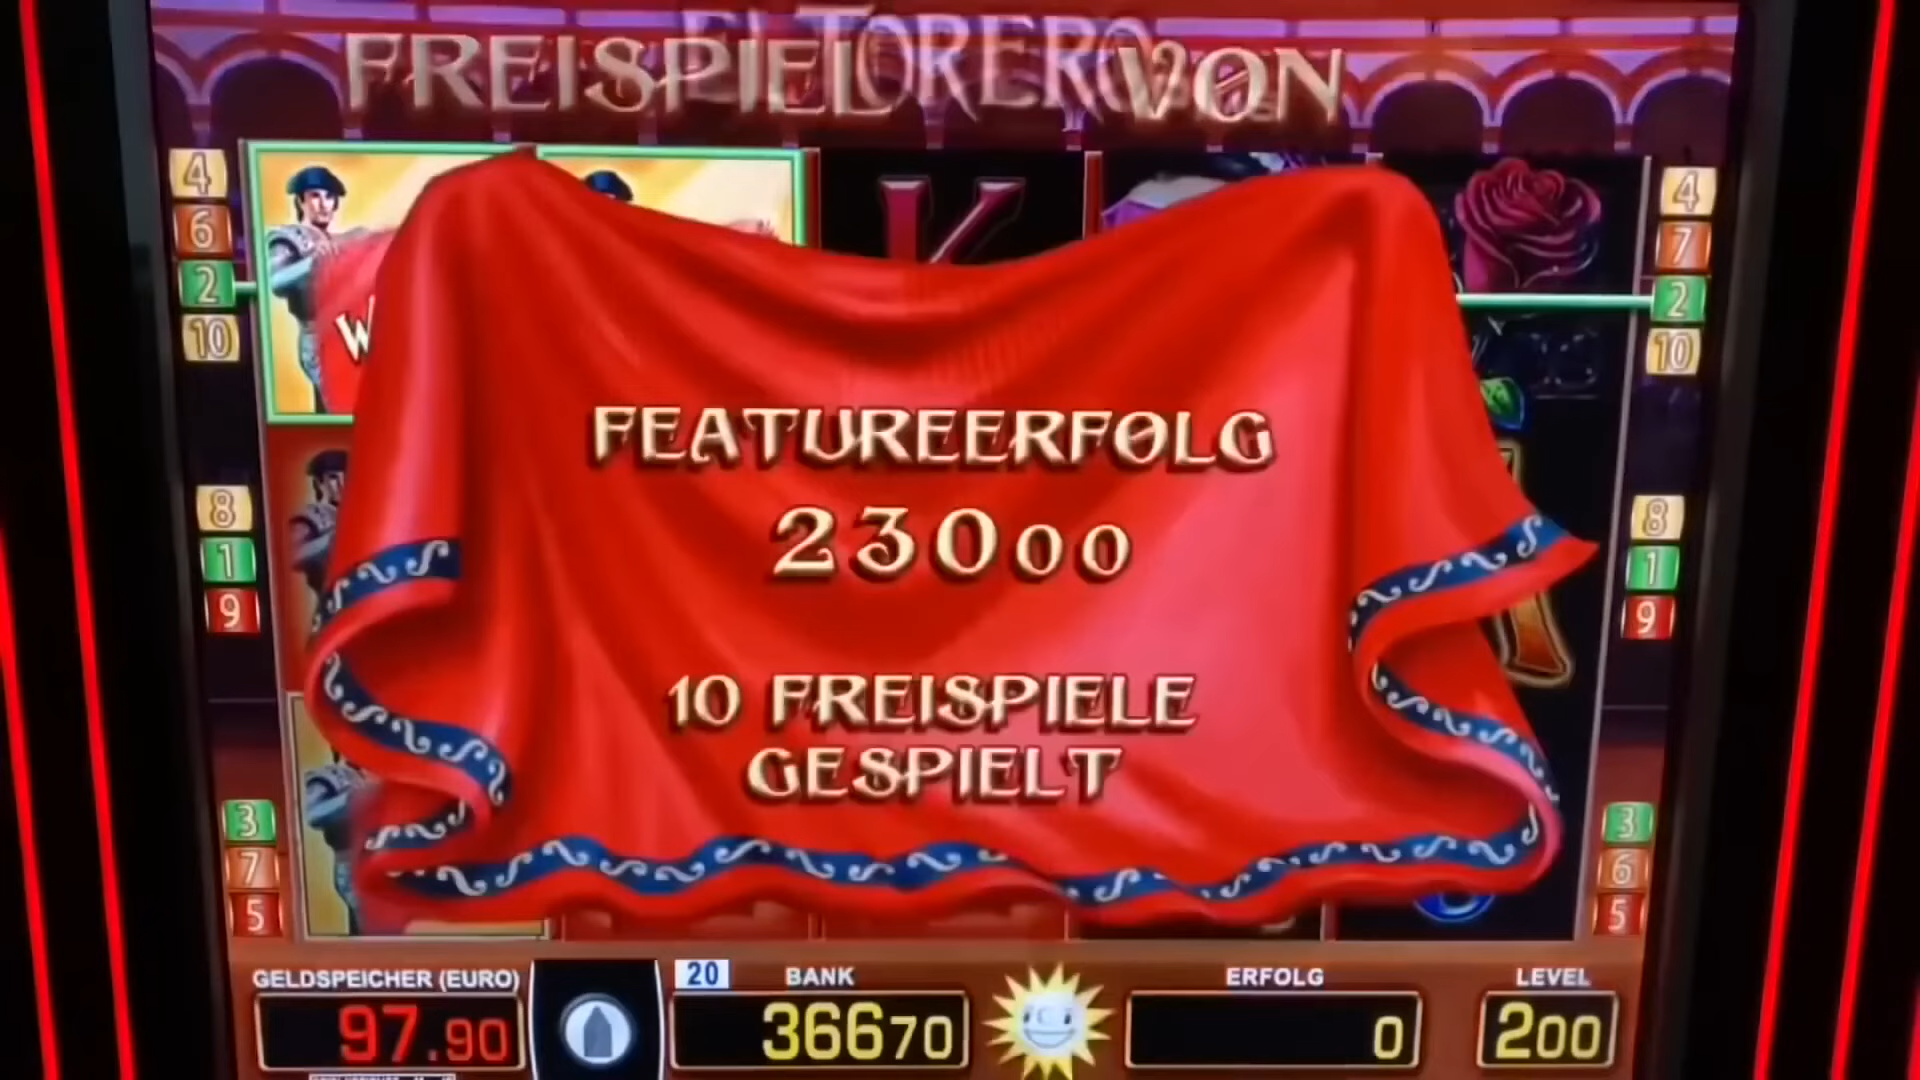 EL TORERO
FREISPIEL VON
4
4
6
7
2
2
10
10
K
W
FEATUREERFOLG
23000
8
8
1
1
9
9
10 FREISPIELE
GESPIELT
3
3
7
6
5
5
GELDSPEICHER (EURO)
20
BANK
ERFOLG
LEVEL
97.90
36670
0
200